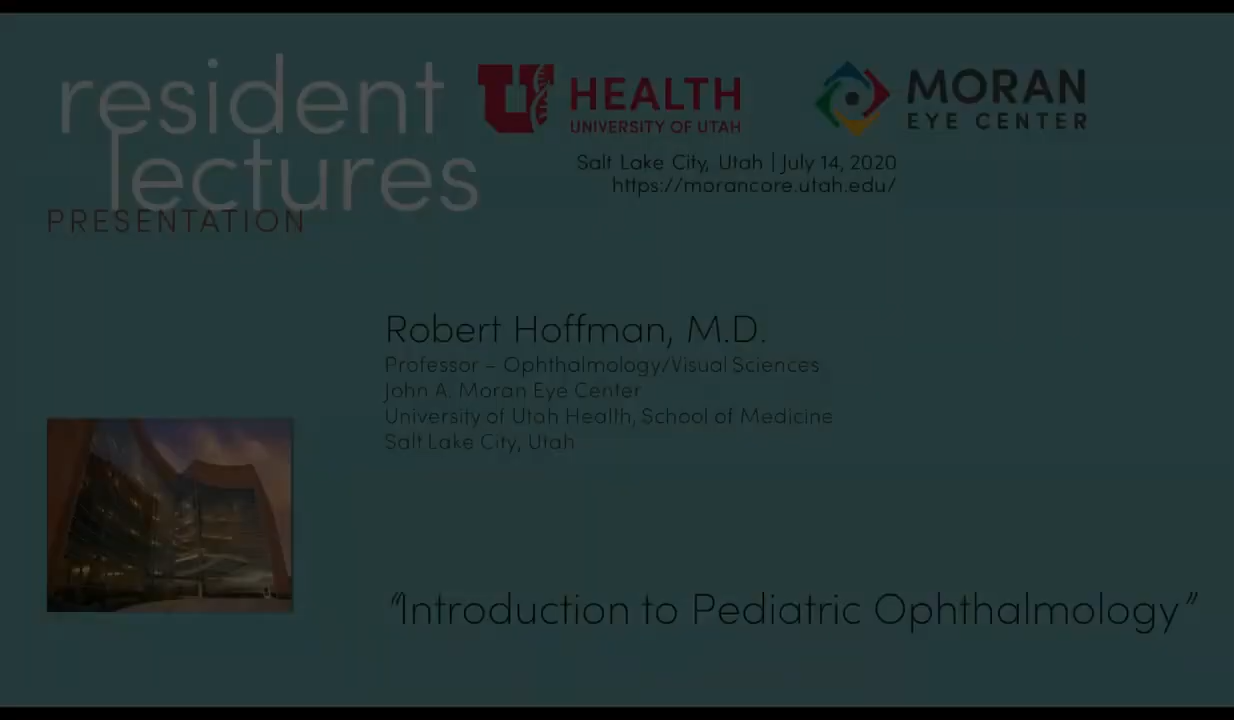 resident
lectures
PRESENTATION
U HEALTH
UNIVERSITY OF UTAH
MORAN
EYE CENTER
Salt Lake City, Utah | July 14, 2020
https://morancore.utah.edu/
Robert Hoffman, M.D.
Professor – Ophthalmology/Visual Sciences
John A. Moran Eye Center
University of Utah Health, School of Medicine
Salt Lake City, Utah
“Introduction to Pediatric Ophthalmology”